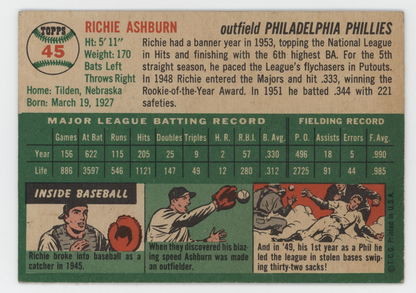 TOPPS
45
RICHIE ASHBURN
outfield PHILADELPHIA PHILLIES
Ht: 5' 11"
Weight: 170
Bats Left
Throws Right
Home: Tilden, Nebraska
Born: March 19, 1927
Richie had a banner year in 1953, topping the National League
in Hits and finishing with the 6th highest BA. For the 5th
straight season, he paced the League's flychasers in Putouts.
In 1948 Richie entered the Majors and hit .333, winning the
Rookie-of-the-Year Award. In 1951 he batted .344 with 221
safeties.
MAJOR LEAGUE BATTING RECORD
FIELDING RECORD
Games At Bat Runs Hits Doubles Triples H. R. R.B.I. B. Avg. P. O. Assists Errors F. Avg.
Year 156 622 115 205 25 9 2 57 .330 496 18 5 .990
Life 886 3597 546 1121 147 49 12 280 .312 2725 91 44 .985
INSIDE BASEBALL
Richie broke into baseball as a
catcher in 1945.
When they discovered his blaz-
ing speed Ashburn was made
an outfielder.
And in '49, his 1st year as a Phil he
led the league in stolen bases swip-
ing thirty-two sacks!
©T.C.G. Printed in U.S.A.